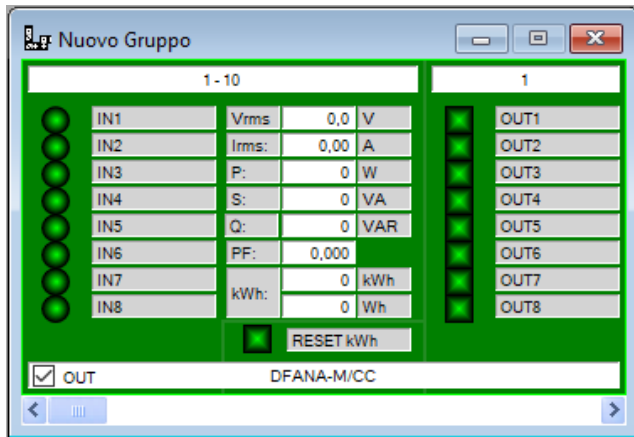 Nuovo Gruppo
1 - 10 1
IN1 Vrms 0,0 V OUT1
IN2 Irms: 0,00 A OUT2
IN3 P: 0 W OUT3
IN4 S: 0 VA OUT4
IN5 Q: 0 VAR OUT5
IN6 PF: 0,000 OUT6
IN7 kWh: 0 kWh OUT7
IN8 0 Wh OUT8
RESET kWh
OUT DFANA-M/CC